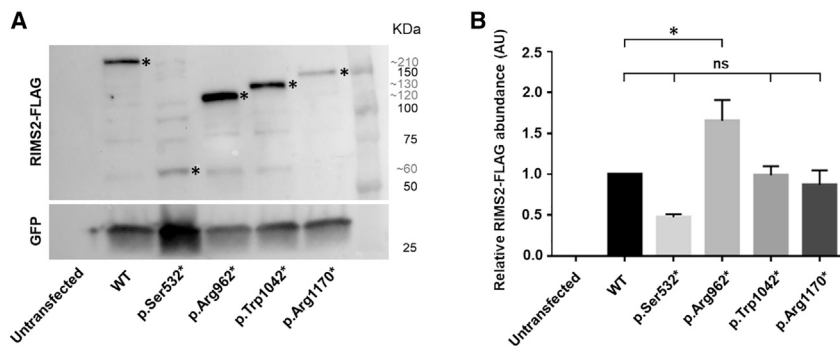 A
KDa
RIMS2-FLAG
* * * * *
~210
150
~130
~120
100
75
~60
50
GFP
25
Untransfected
WT
p.Ser532*
p.Arg962*
p.Trp1042*
p.Arg1170*
B
Relative RIMS2-FLAG abundance (AU)
2.5
2.0
1.5
1.0
0.5
0.0
*
ns
Untransfected
WT
p.Ser532*
p.Arg962*
p.Trp1042*
p.Arg1170*